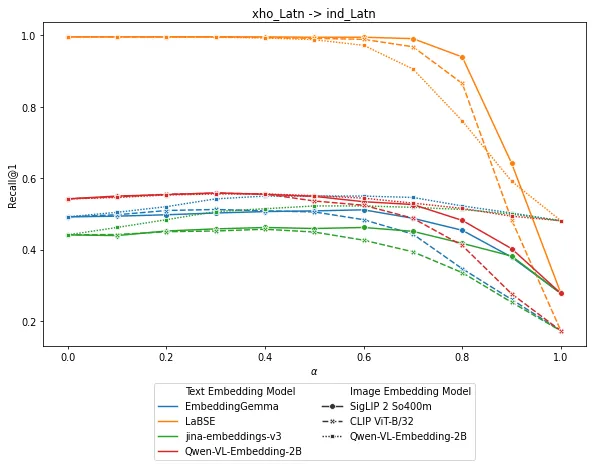 xho_Latn -> ind_Latn
Recall@1
1.0
0.8
0.6
0.4
0.2
0.0 0.2 0.4 0.6 0.8 1.0
α
Text Embedding Model Image Embedding Model
EmbeddingGemma SigLIP 2 So400m
LaBSE CLIP ViT-B/32
jina-embeddings-v3 Qwen-VL-Embedding-2B
Qwen-VL-Embedding-2B